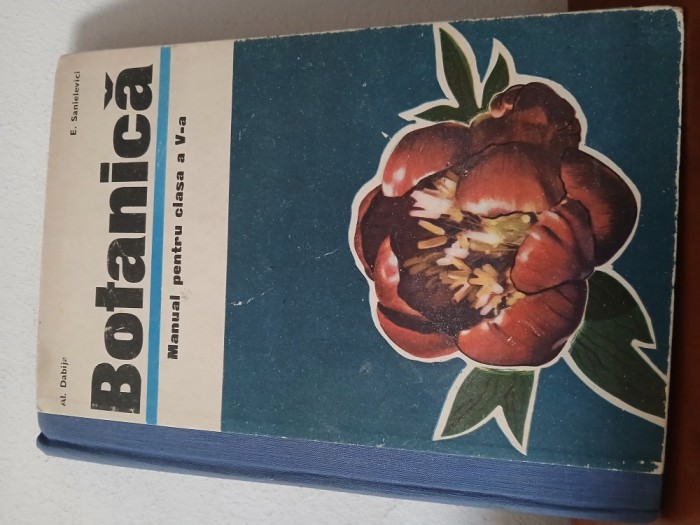 Al. Dabija
E. Sanielevici
Botanică
Manual pentru clasa a V-a